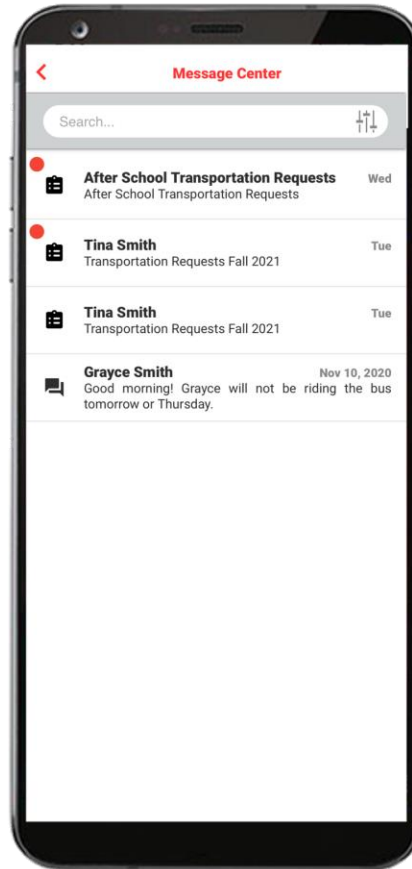 Message Center
Search...
After School Transportation Requests Wed
After School Transportation Requests
Tina Smith Tue
Transportation Requests Fall 2021
Tina Smith Tue
Transportation Requests Fall 2021
Grayce Smith Nov 10, 2020
Good morning! Grayce will not be riding the bus
tomorrow or Thursday.